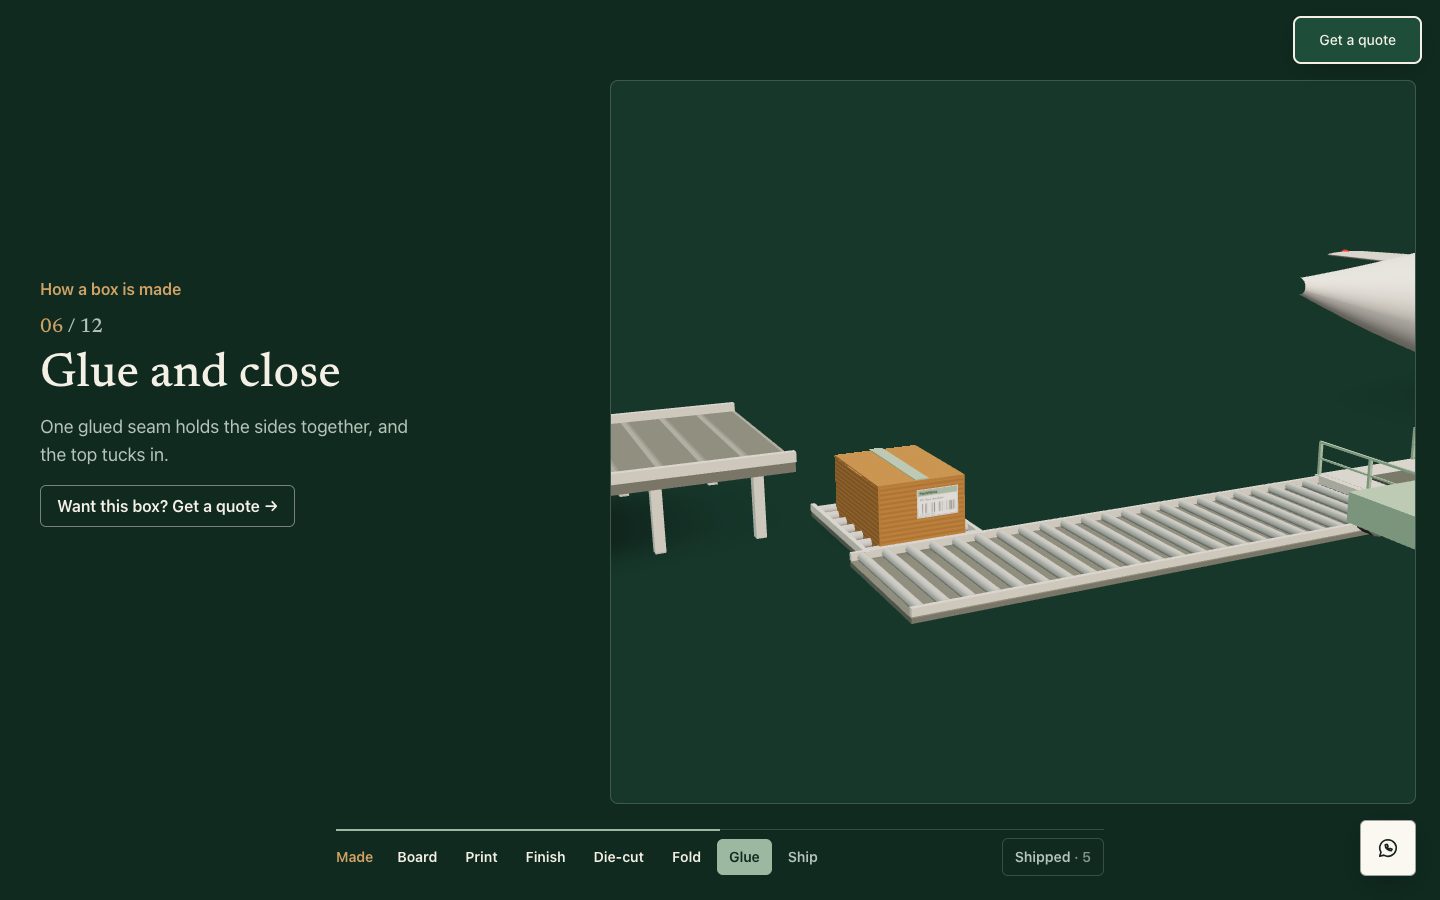 Get a quote
How a box is made
06 / 12
Glue and close
One glued seam holds the sides together, and
the top tucks in.
Want this box? Get a quote →
Made Board Print Finish Die-cut Fold Glue Ship Shipped · 5